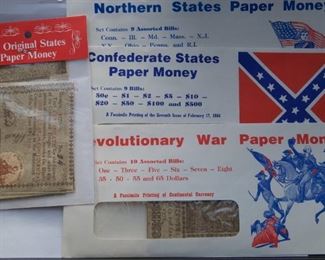 Original States
Paper Money
Northern States Paper Money
Set Contains 9 Assorted Bills:
Conn. - Ill. - Md. - Mass. - N.J.
Confederate States
Paper Money
Set Contains 9 Bills:
50c - $1 - $2 - $5 - $10 -
$20 - $50 - $100 and $500
A Facsimile Printing of the Seventh Issue of February 17, 1864
evolutionary War Paper Mon
Set Contains 10 Assorted Bills:
One - Three - Five - Six - Seven - Eight
35 - 50 - 55 and 65 Dollars
A Facsimile Printing of Continental Currency